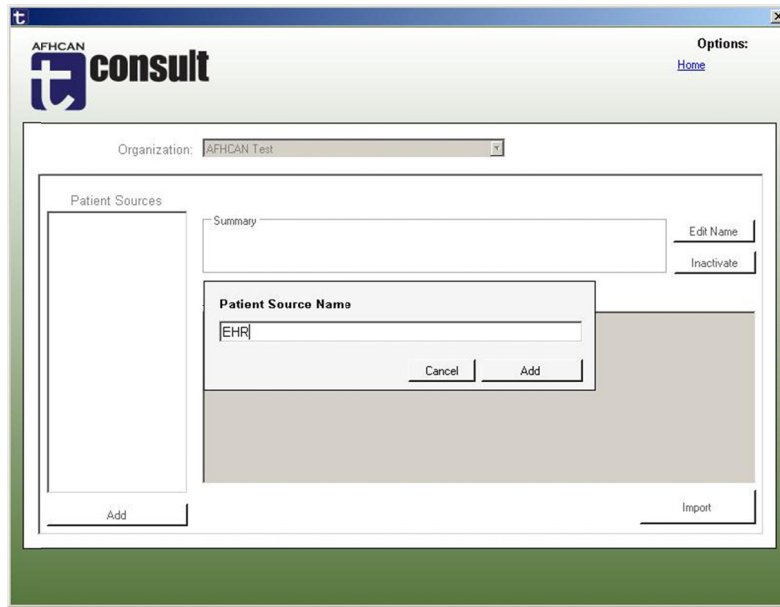 t
AFHCAN
t consult
Options:
Home
Organization: AFHCAN Test
Patient Sources
Summary
Edit Name
Inactivate
Patient Source Name
EHR
Cancel Add
Add
Import